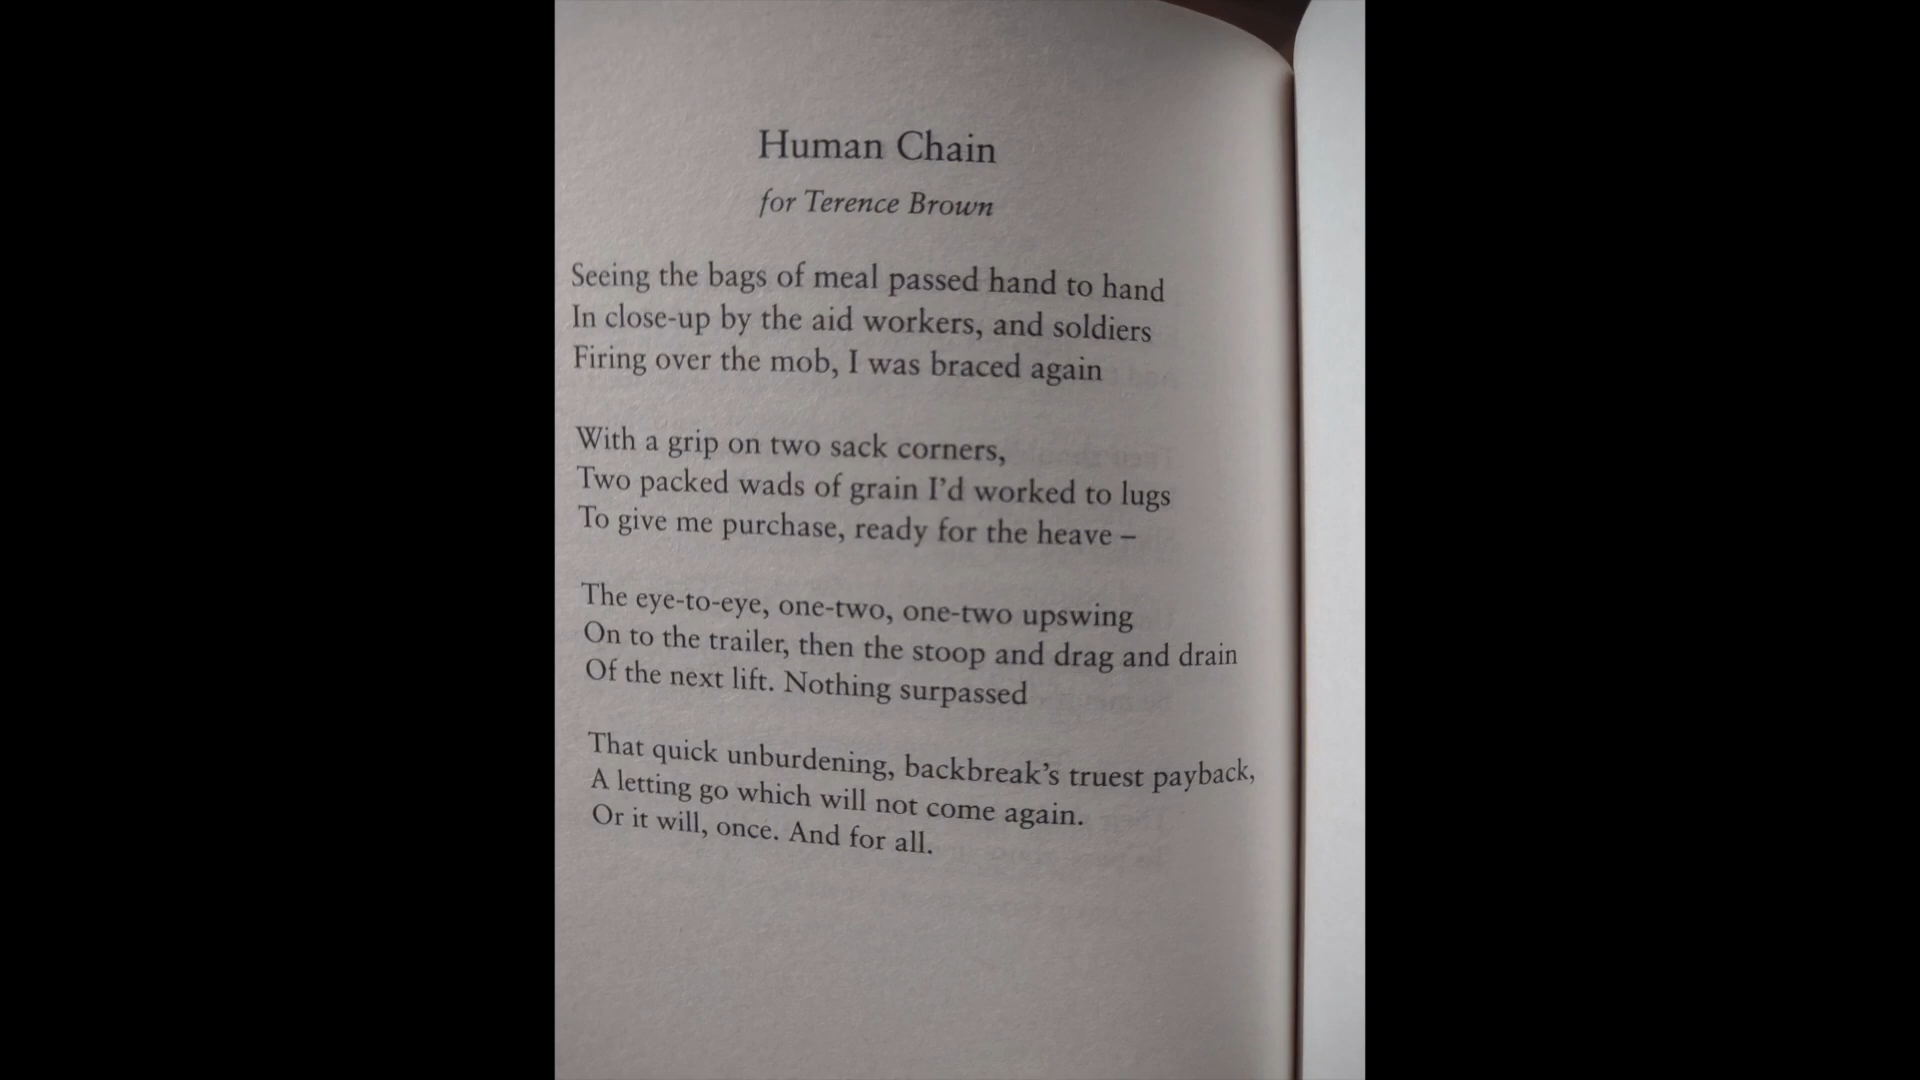 Human Chain
for Terence Brown
Seeing the bags of meal passed hand to hand
In close-up by the aid workers, and soldiers
Firing over the mob, I was braced again
With a grip on two sack corners,
Two packed wads of grain I'd worked to lugs
To give me purchase, ready for the heave –
The eye-to-eye, one-two, one-two upswing
On to the trailer, then the stoop and drag and drain
Of the next lift. Nothing surpassed
That quick unburdening, backbreak's truest payback,
A letting go which will not come again.
Or it will, once. And for all.